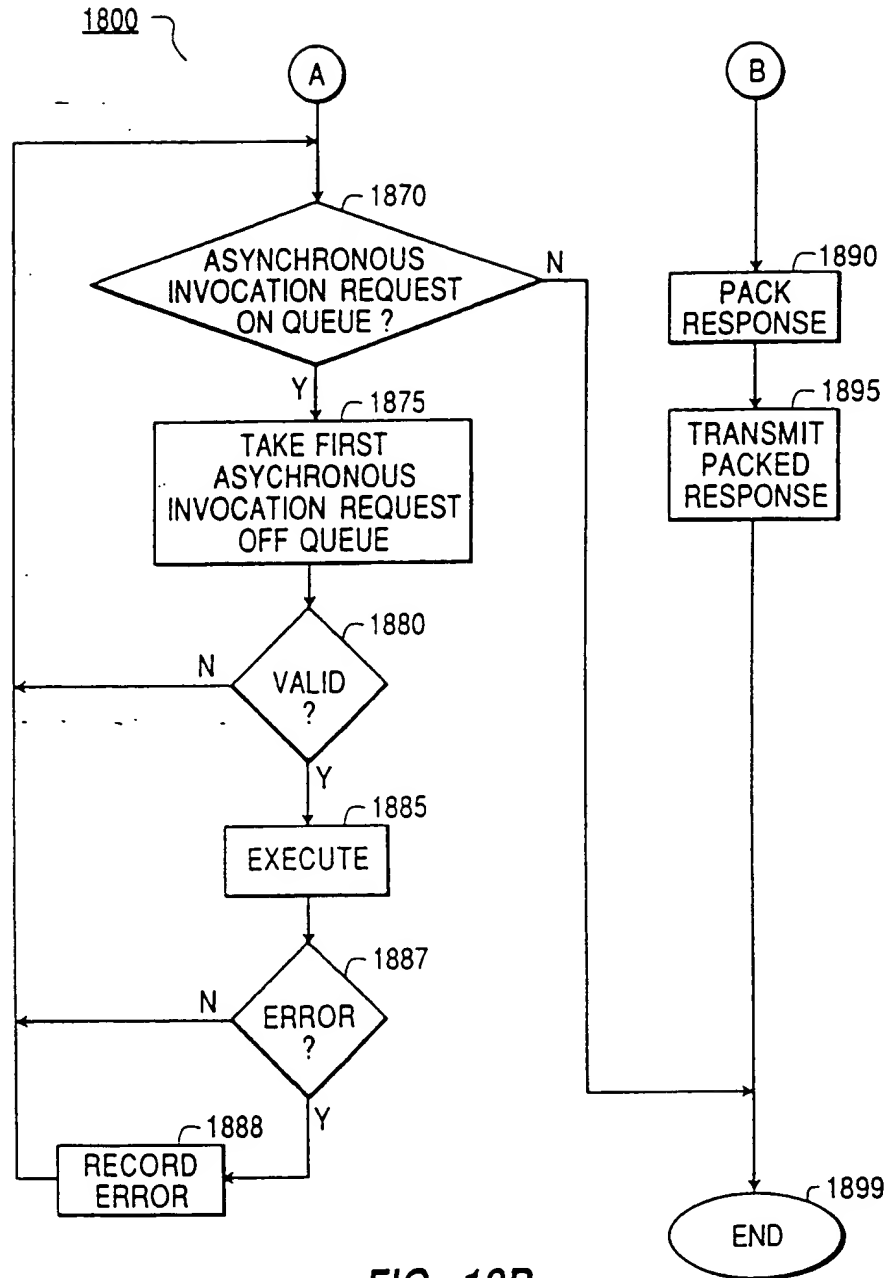 1800
A
B
1870
ASYNCHRONOUS
INVOCATION REQUEST
ON QUEUE ?
N
Y
1875
TAKE FIRST
ASYCHRONOUS
INVOCATION REQUEST
OFF QUEUE
1880
VALID
?
N
Y
1885
EXECUTE
1887
ERROR
?
N
Y
1888
RECORD
ERROR
1890
PACK
RESPONSE
1895
TRANSMIT
PACKED
RESPONSE
1899
END